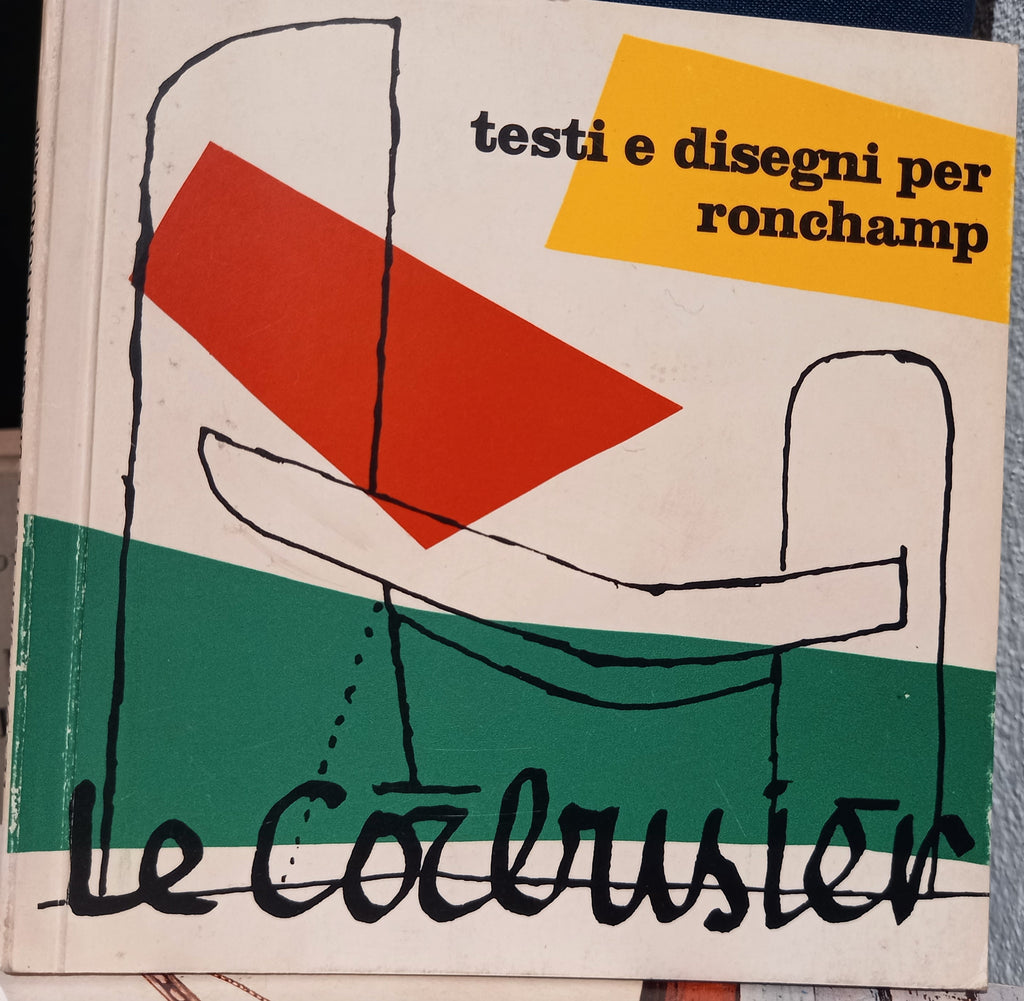 testi e disegni per
ronchamp
Le Corbusier